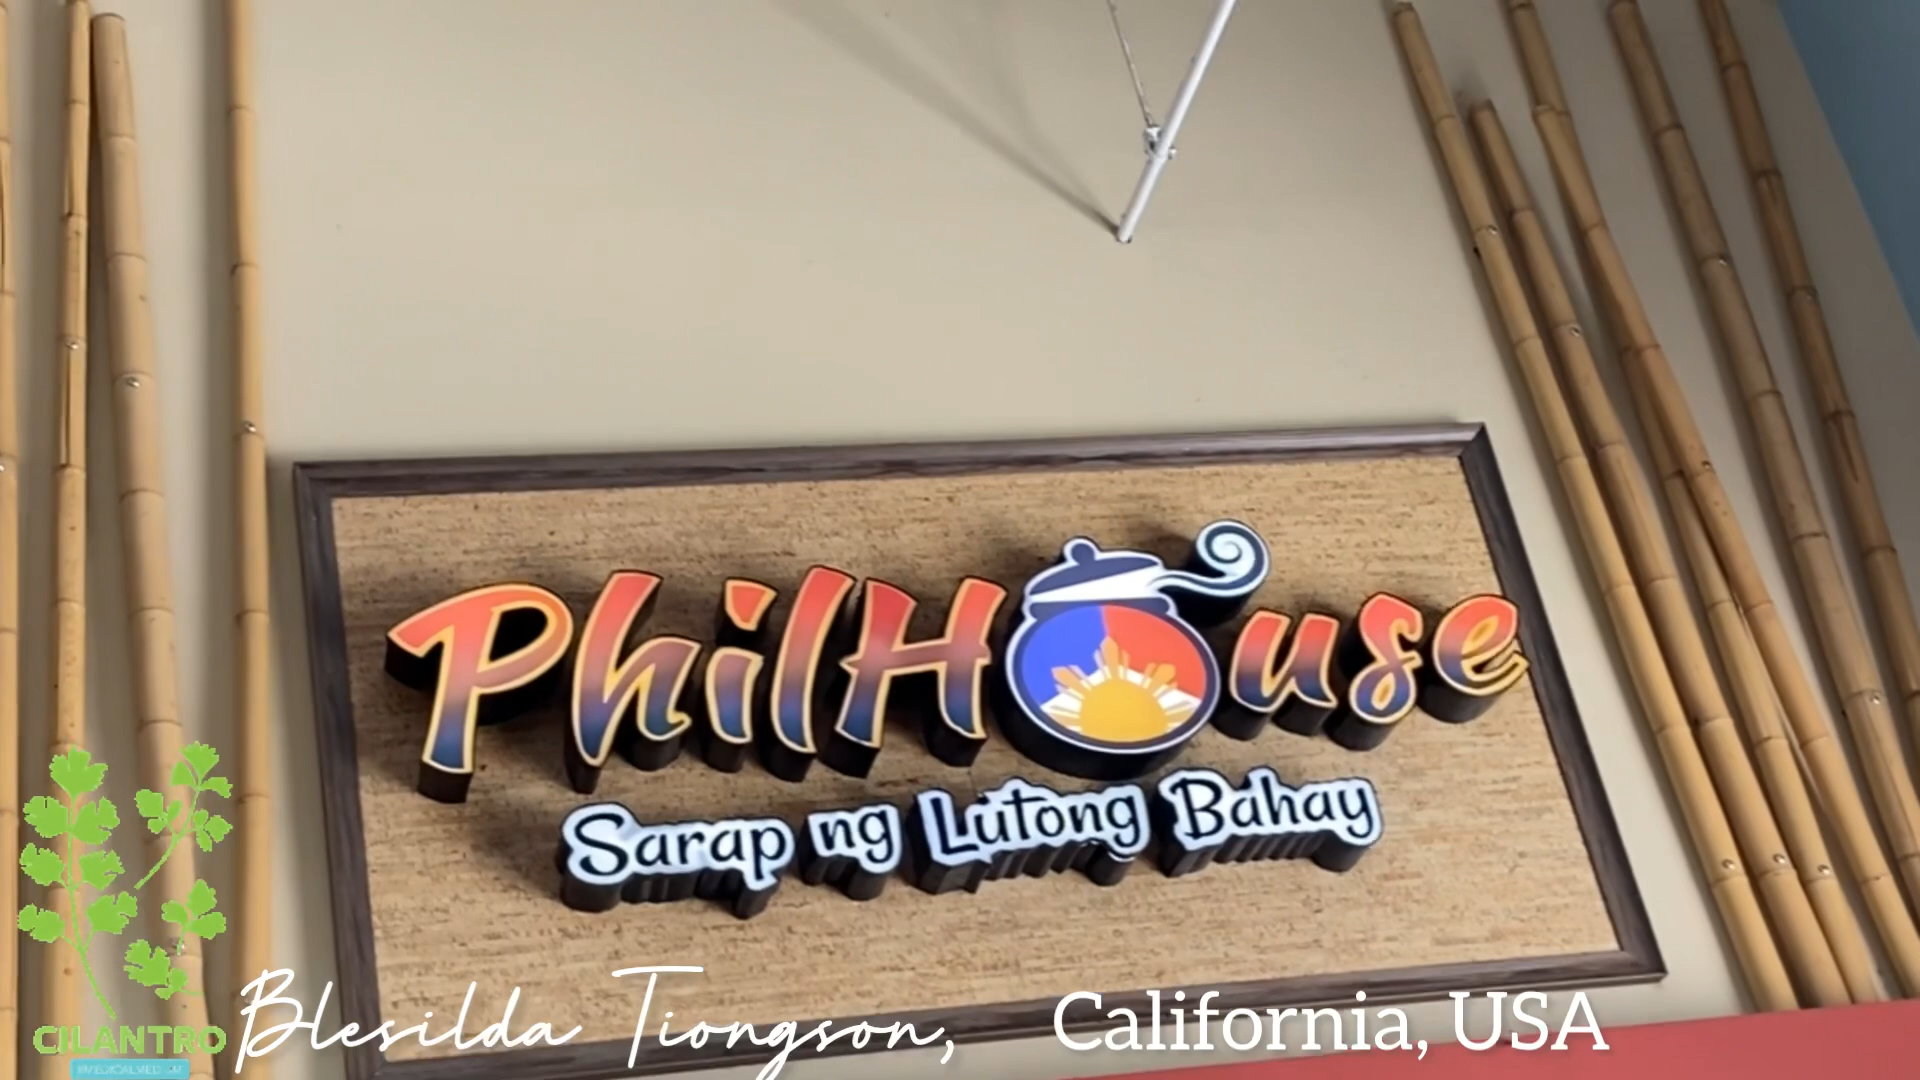 PhilHouse
Sarap ng Lutong Bahay
CILANTRO
Blesilda Tiongson, California, USA